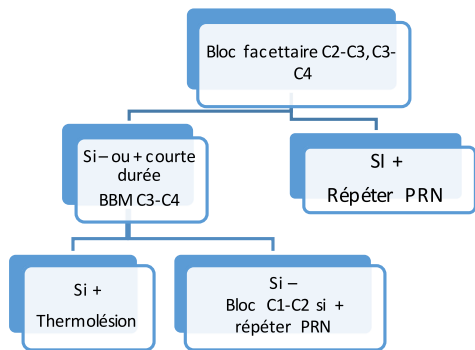 Bloc facettaire C2-C3, C3-
C4
Si – ou + courte
durée
BBM C3-C4
SI +
Répéter PRN
Si +
Thermolésion
Si –
Bloc C1-C2 si +
répéter PRN